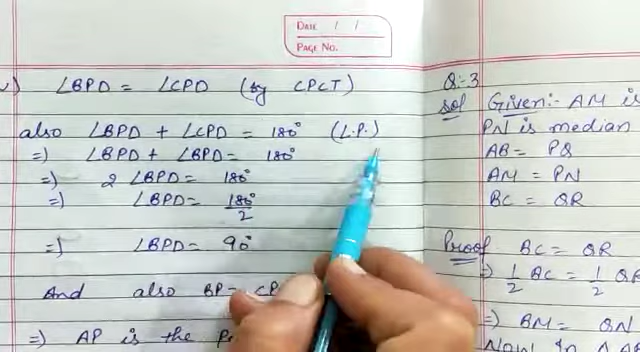 DATE / /
PAGE NO.
v) ∠BPD = ∠CPD (by CPCT)
also ∠BPD + ∠CPD = 180° (L.P.)
=) ∠BPD + ∠BPD = 180°
=) 2 ∠BPD = 180°
=) ∠BPD = 180°/2
=) ∠BPD = 90°
And also BP = CP
=) AP is the
Q:-3
Sol Given:- AM is
PN is median
AB = PQ
AM = PN
BC = QR
Proof BC = QR
=) 1/2 BC = 1/2 QR
=) BM = QN
Now in